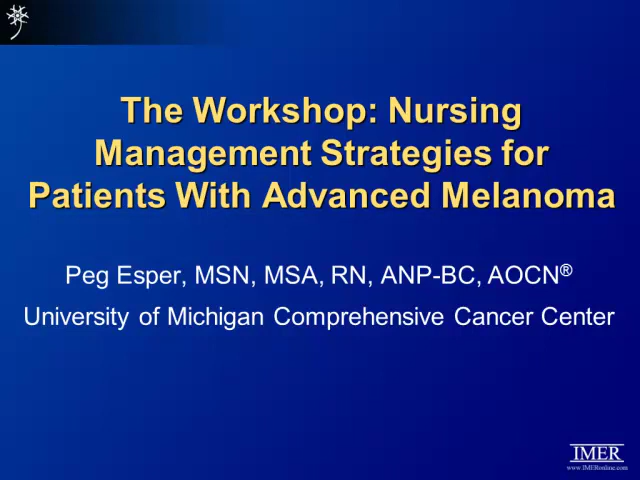 The Workshop: Nursing
Management Strategies for
Patients With Advanced Melanoma
Peg Esper, MSN, MSA, RN, ANP-BC, AOCN®
University of Michigan Comprehensive Cancer Center
IMER
www.IMERonline.com